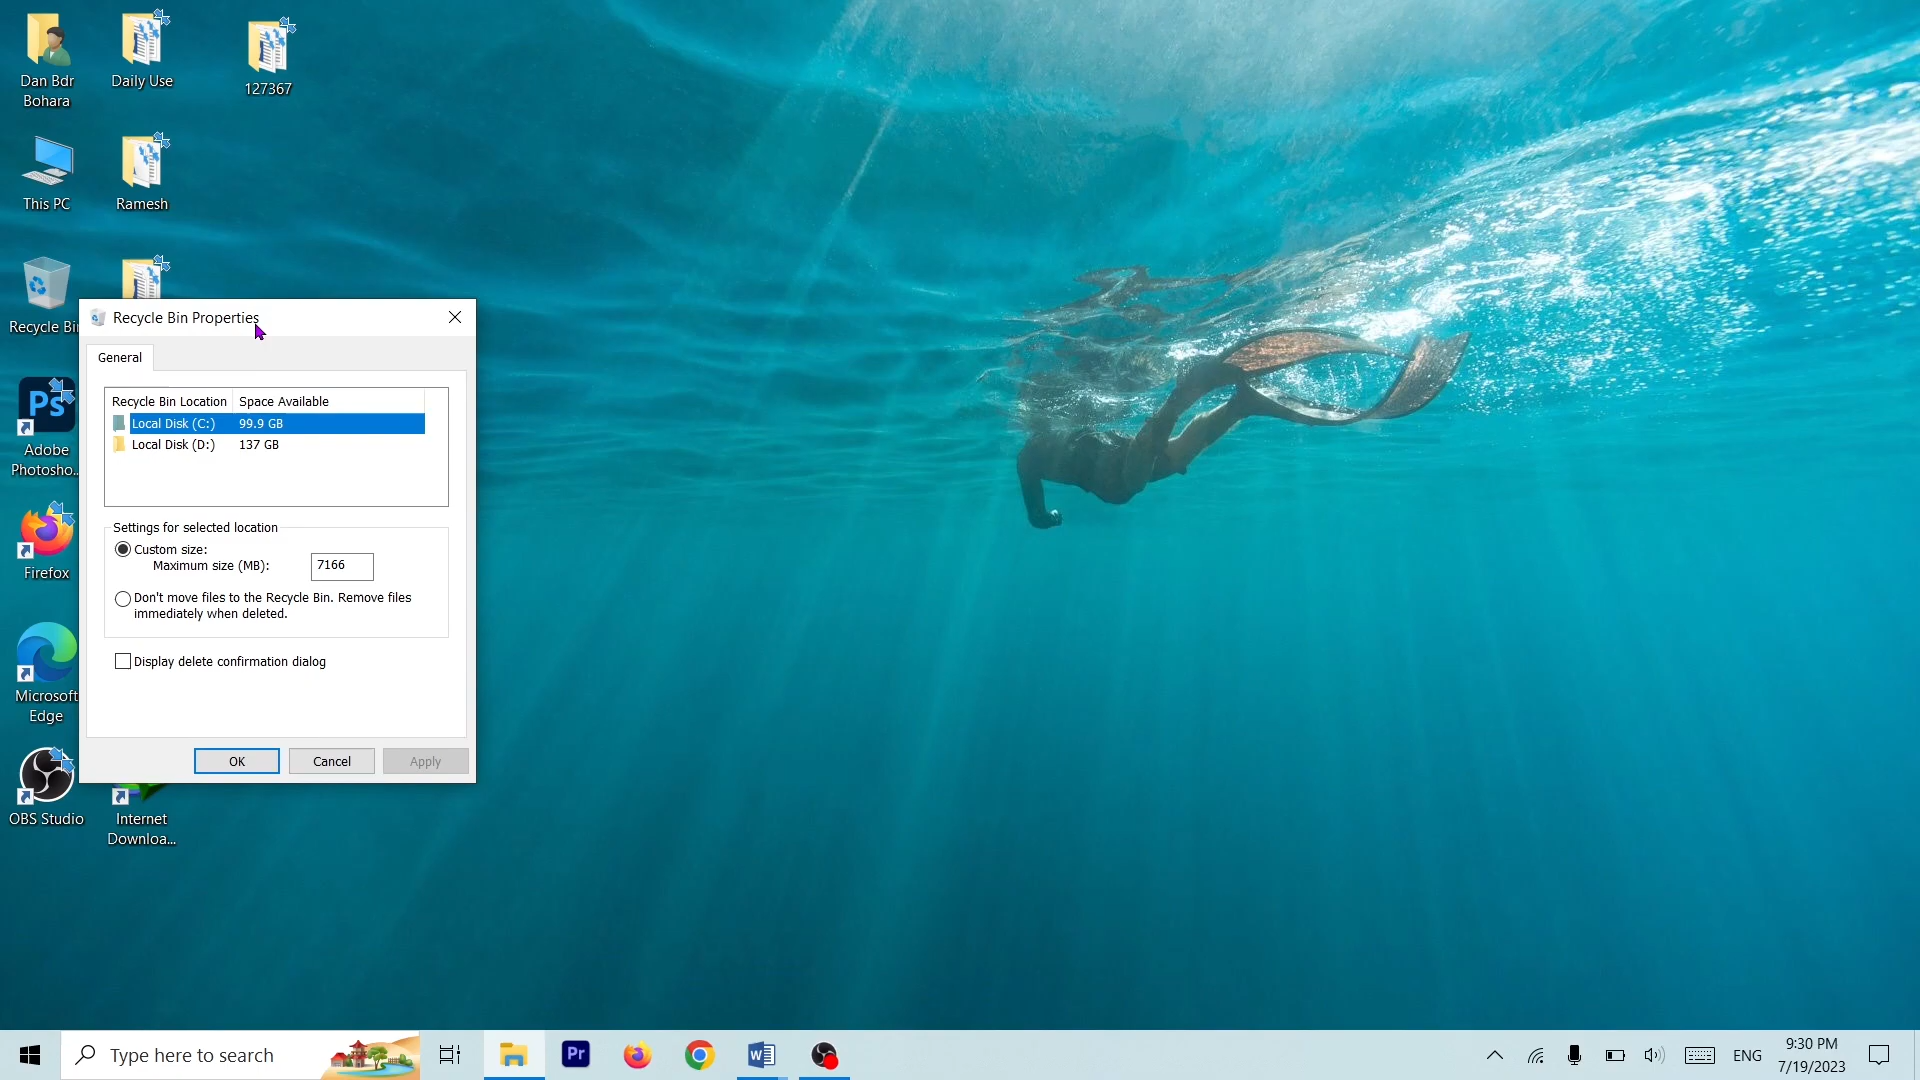 Dan Bdr
Bohara
Daily Use
127367
This PC
Ramesh
Recycle Bi
Recycle Bin Properties
General
Recycle Bin Location Space Available
Local Disk (C:) 99.9 GB
Local Disk (D:) 137 GB
Settings for selected location
Custom size:
Maximum size (MB): 7166
Don't move files to the Recycle Bin. Remove files
immediately when deleted.
Display delete confirmation dialog
OK Cancel Apply
Ps
Adobe
Photosho...
Firefox
Microsoft
Edge
OBS Studio
Internet
Downloa...
Type here to search
Pr
W
ENG
9:30 PM
7/19/2023